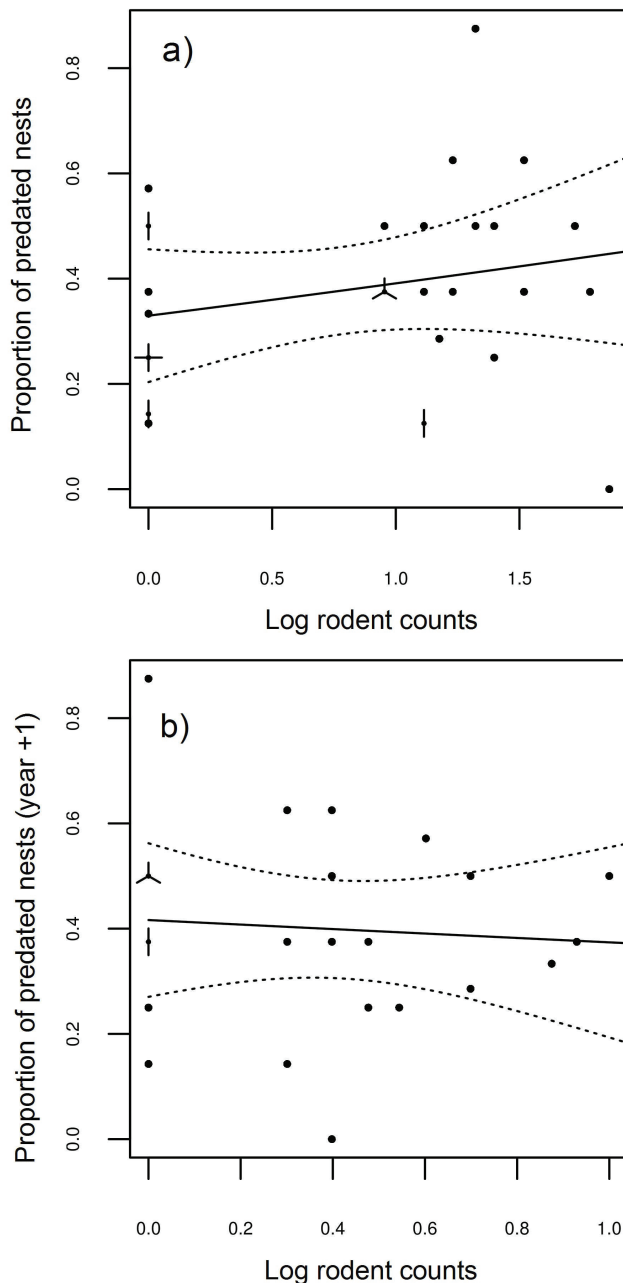 a)
Proportion of predated nests
0.8
0.6
0.4
0.2
0.0
0.0 0.5 1.0 1.5
Log rodent counts
b)
Proportion of predated nests (year +1)
0.8
0.6
0.4
0.2
0.0
0.0 0.2 0.4 0.6 0.8 1.0
Log rodent counts